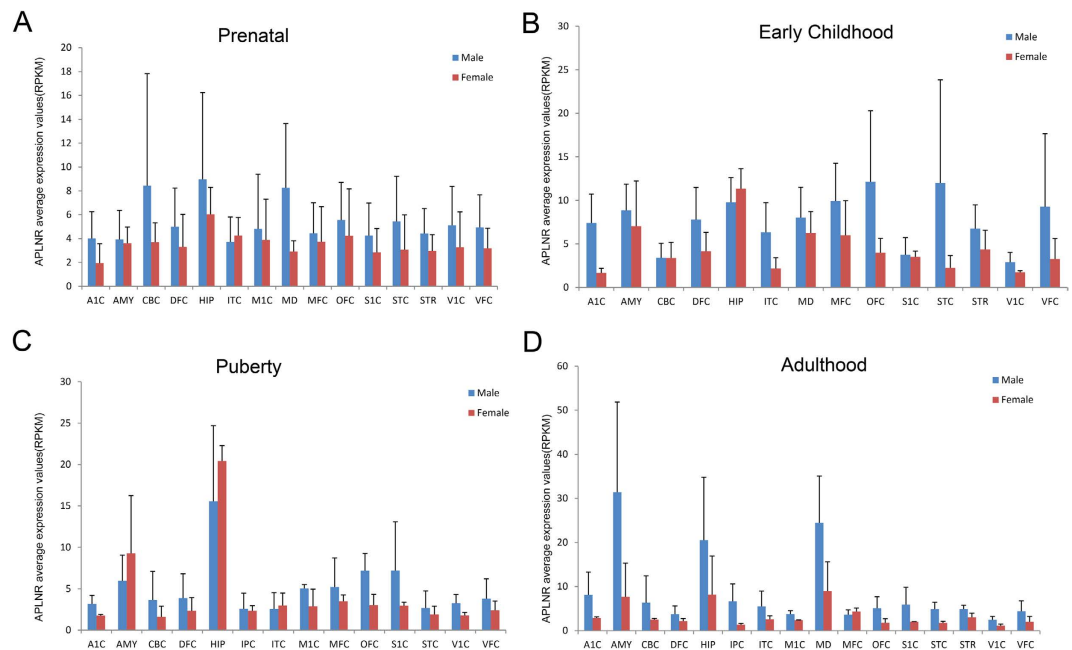 A
Prenatal
APLNR average expression values(RPKM)
20
18
16
14
12
10
8
6
4
2
0
Male
Female
A1C AMY CBC DFC HIP ITC M1C MD MFC OFC S1C STC STR V1C VFC
B
Early Childhood
APLNR average expression values(RPKM)
30
25
20
15
10
5
0
Male
Female
A1C AMY CBC DFC HIP ITC MD MFC OFC S1C STC STR V1C VFC
C
Puberty
APLNR average expression values(RPKM)
30
25
20
15
10
5
0
Male
Female
A1C AMY CBC DFC HIP IPC ITC M1C MFC OFC S1C STC V1C VFC
D
Adulthood
APLNR average expression values(RPKM)
60
50
40
30
20
10
0
Male
Female
A1C AMY CBC DFC HIP IPC ITC M1C MD MFC OFC S1C STC STR V1C VFC